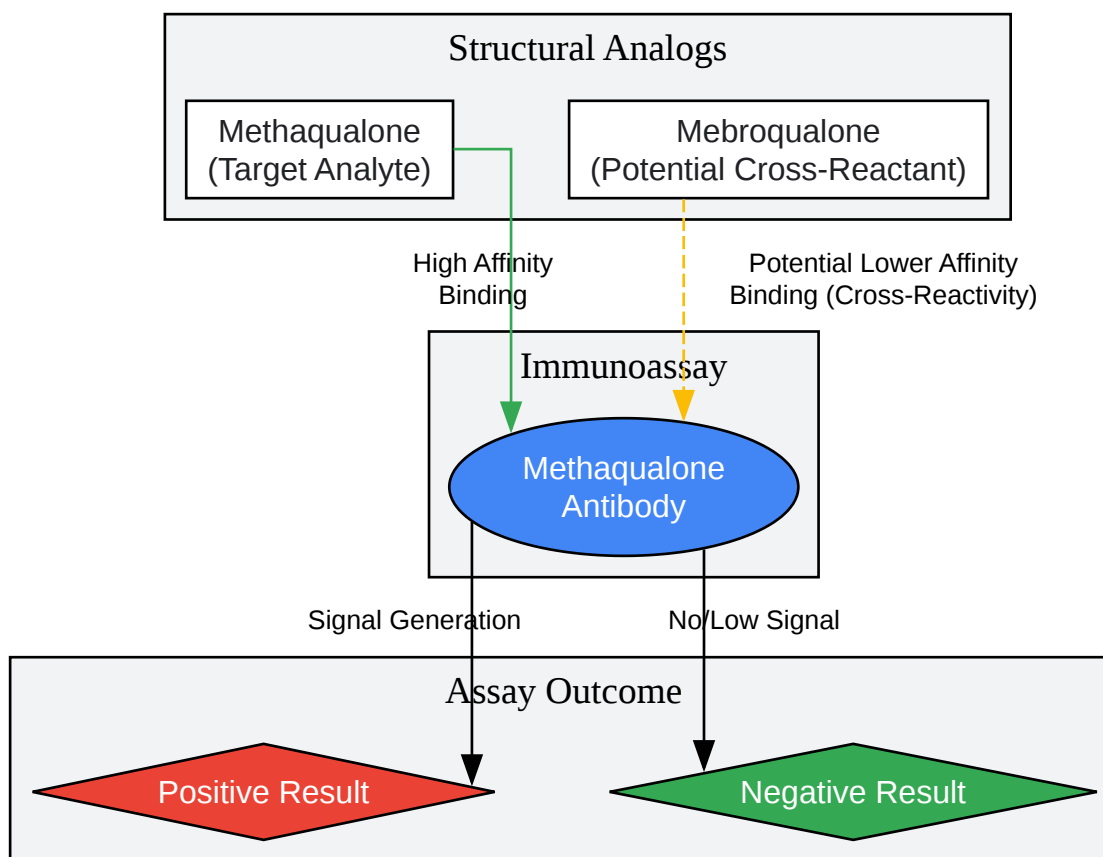 Structural Analogs
Methaqualone
(Target Analyte)
Mebroqualone
(Potential Cross-Reactant)
High Affinity
Binding
Potential Lower Affinity
Binding (Cross-Reactivity)
Immunoassay
Methaqualone
Antibody
Signal Generation
No/Low Signal
Assay Outcome
Positive Result
Negative Result